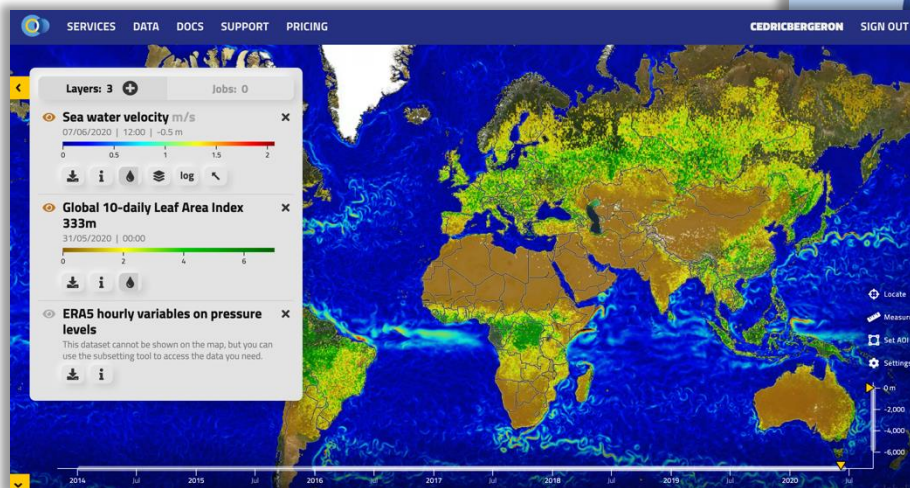 SERVICES DATA DOCS SUPPORT PRICING CEDRICBERGERON SIGN OUT
Layers: 3 Jobs: 0
Sea water velocity m/s
07/06/2020 | 12:00 | -0.5 m
0 0.5 1 1.5 2
log
Global 10-daily Leaf Area Index
333m
31/05/2020 | 00:00
0 2 4 6
ERA5 hourly variables on pressure
levels
This dataset cannot be shown on the map, but you can
use the subsetting tool to access the data you need.
Locate
Measure
Set AOI
Settings
0 m
-2,000
-4,000
-6,000
2014 Jul 2015 Jul 2016 Jul 2017 Jul 2018 Jul 2019 Jul 2020 Jul